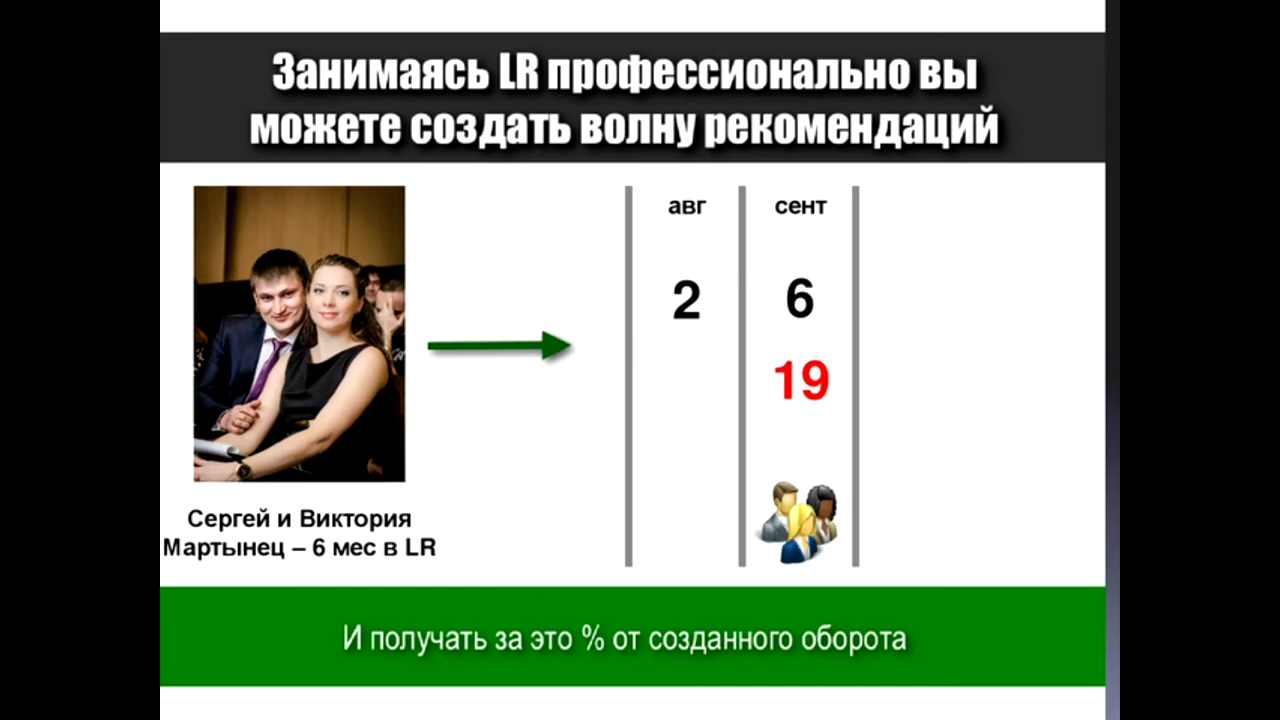 Занимаясь LR профессионально вы
можете создать волну рекомендаций
авг
сент
2
6
19
Сергей и Виктория
Мартынец – 6 мес в LR
И получать за это % от созданного оборота